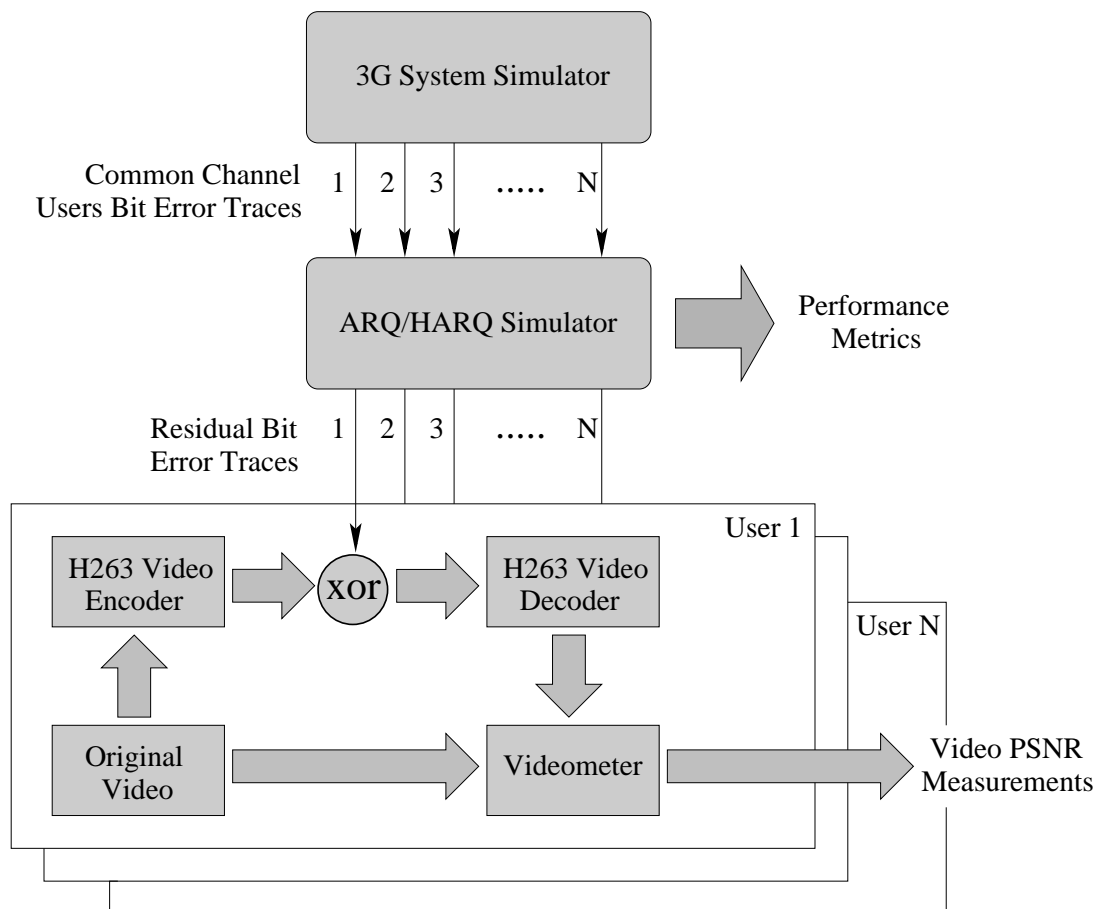 3G System Simulator
Common Channel
Users Bit Error Traces
1 2 3 ..... N
ARQ/HARQ Simulator
Performance
Metrics
Residual Bit
Error Traces
1 2 3 ..... N
User 1
H263 Video
Encoder
xor
H263 Video
Decoder
User N
Original
Video
Videometer
Video PSNR
Measurements